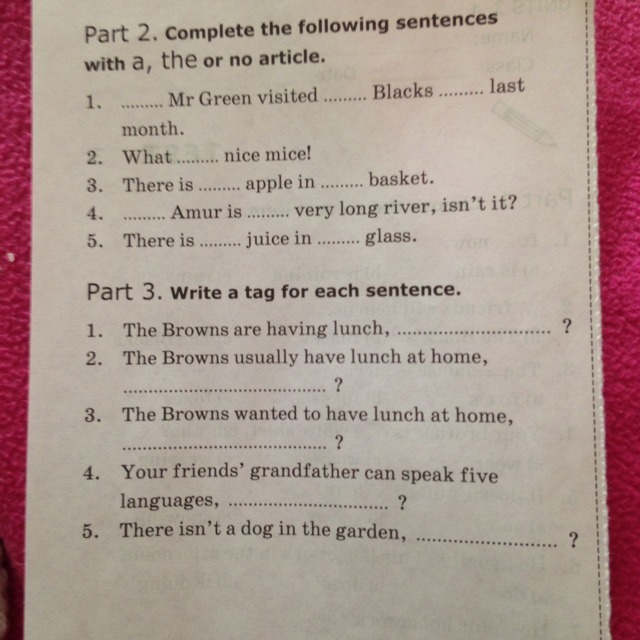 Part 2. Complete the following sentences
with a, the or no article.
1. ......... Mr Green visited ......... Blacks ......... last
month.
2. What ......... nice mice!
3. There is ......... apple in ......... basket.
4. ......... Amur is ......... very long river, isn't it?
5. There is ......... juice in ......... glass.
Part 3. Write a tag for each sentence.
1. The Browns are having lunch, ................................ ?
2. The Browns usually have lunch at home,
.......................................... ?
3. The Browns wanted to have lunch at home,
.......................................... ?
4. Your friends' grandfather can speak five
languages, ................................. ?
5. There isn't a dog in the garden, ............................. ?